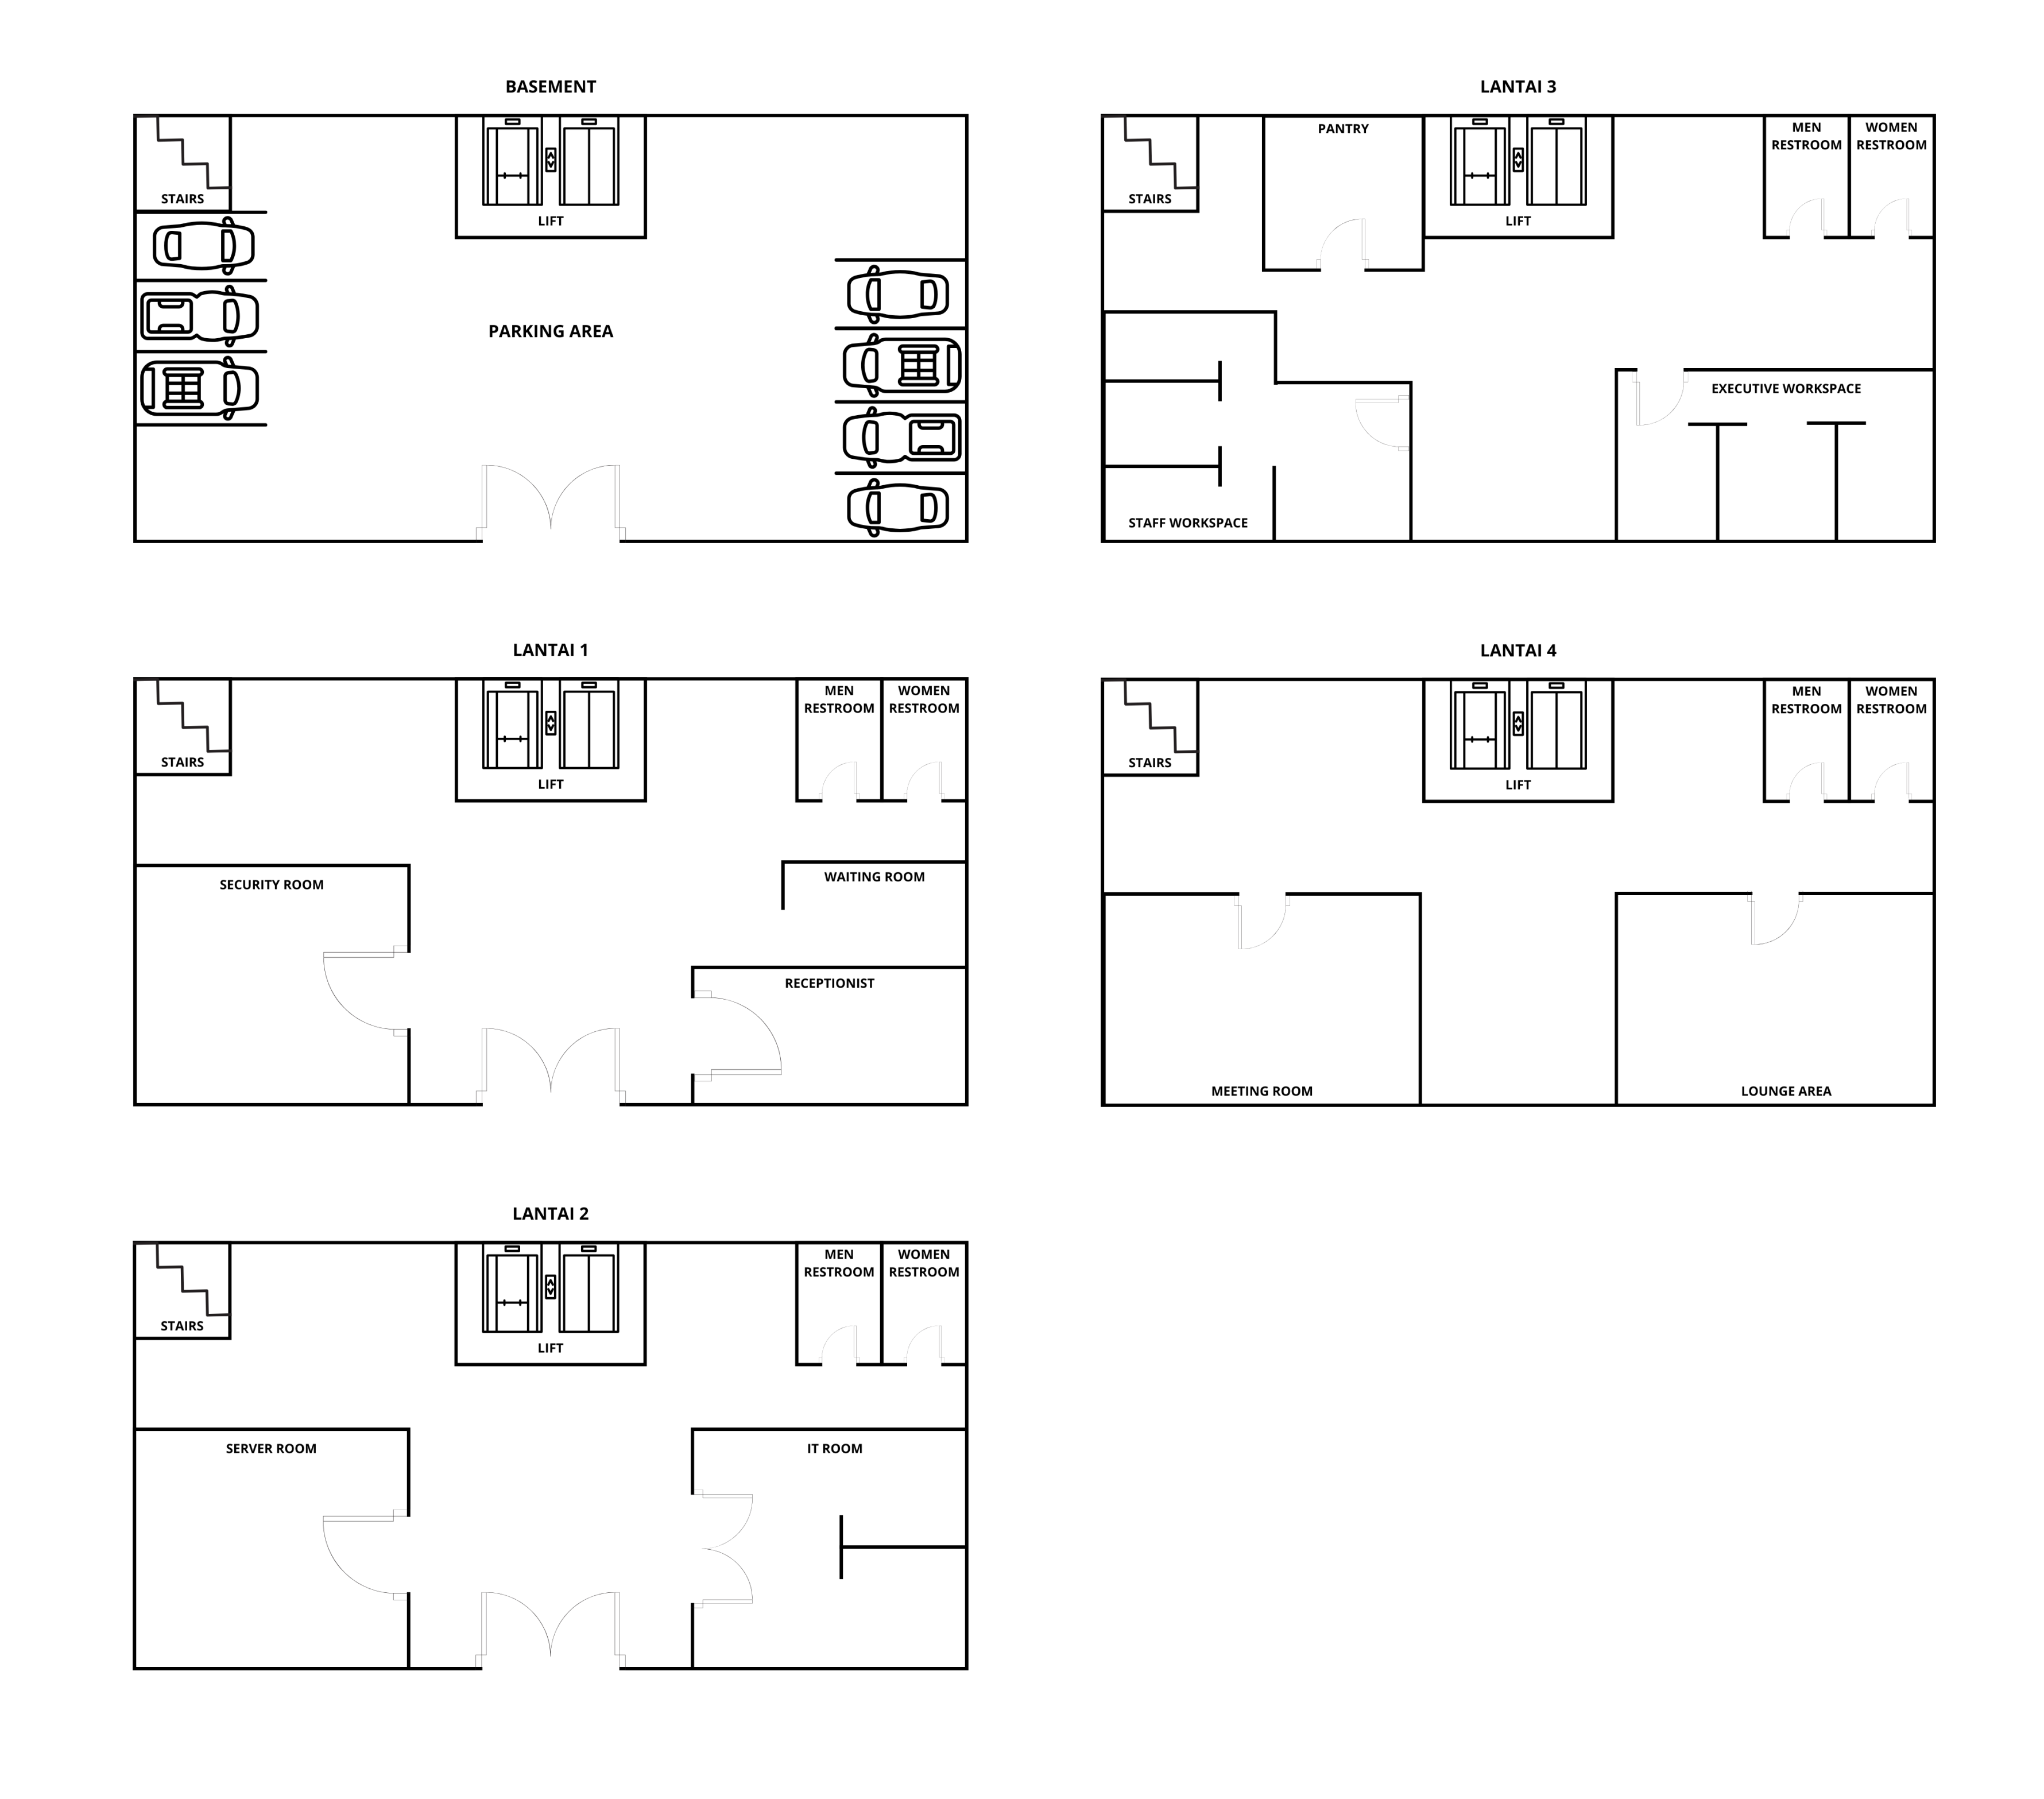 BASEMENT
STAIRS
LIFT
PARKING AREA
LANTAI 1
STAIRS
LIFT
MEN
RESTROOM
WOMEN
RESTROOM
SECURITY ROOM
WAITING ROOM
RECEPTIONIST
LANTAI 2
STAIRS
LIFT
MEN
RESTROOM
WOMEN
RESTROOM
SERVER ROOM
IT ROOM
LANTAI 3
STAIRS
PANTRY
LIFT
MEN
RESTROOM
WOMEN
RESTROOM
EXECUTIVE WORKSPACE
STAFF WORKSPACE
LANTAI 4
STAIRS
LIFT
MEN
RESTROOM
WOMEN
RESTROOM
MEETING ROOM
LOUNGE AREA